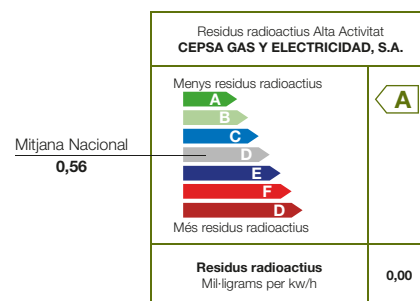 Residus radioactius Alta Activitat
CEPSA GAS Y ELECTRICIDAD, S.A.
Menys residus radioactius
A
A
B
C
Mitjana Nacional
D
0,56
E
F
D
Més residus radioactius
Residus radioactius
Mil·ligrams per kw/h
0,00